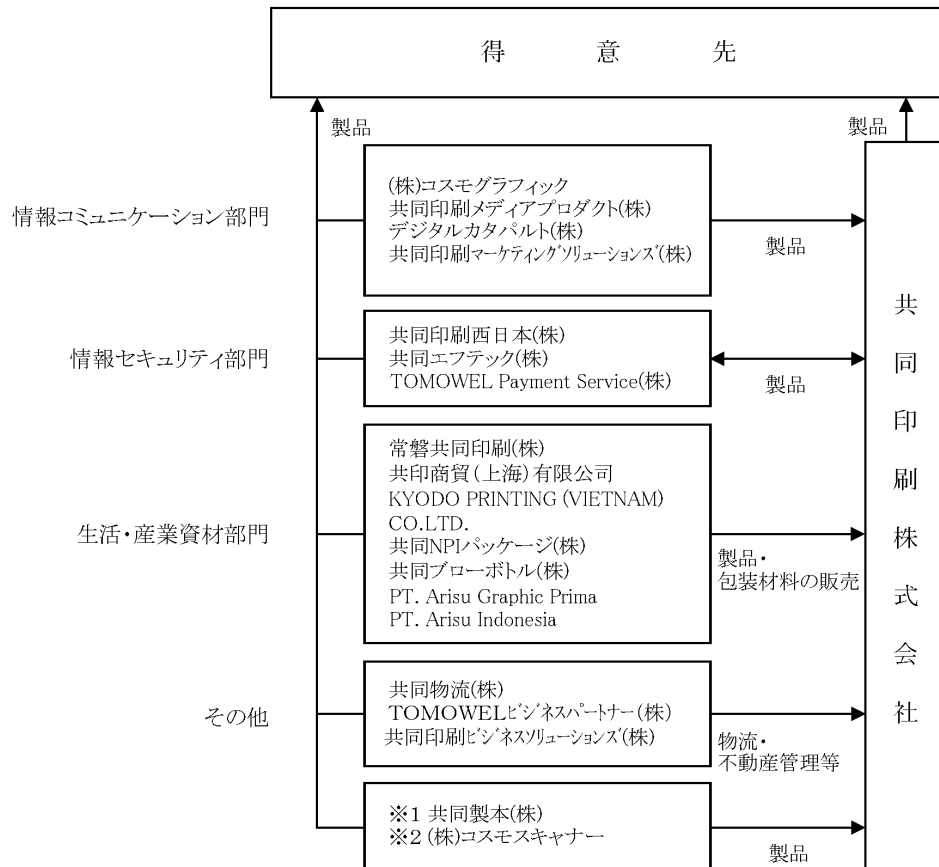 得意先
製品
製品
情報コミュニケーション部門
(株)コスモグラフィック
共同印刷メディアプロダクト(株)
デジタルカタパルト(株)
共同印刷マーケティングソリューションズ(株)
製品
情報セキュリティ部門
共同印刷西日本(株)
共同エフテック(株)
TOMOWEL Payment Service(株)
製品
生活・産業資材部門
常磐共同印刷(株)
共印商貿(上海)有限公司
KYODO PRINTING (VIETNAM)
CO.LTD.
共同NPIパッケージ(株)
共同ブローボトル(株)
PT. Arisu Graphic Prima
PT. Arisu Indonesia
製品・
包装材料の販売
その他
共同物流(株)
TOMOWELビジネスパートナー(株)
共同印刷ビジネスソリューションズ(株)
物流・
不動産管理等
※1 共同製本(株)
※2 (株)コスモスキャナー
製品
共同印刷株式会社